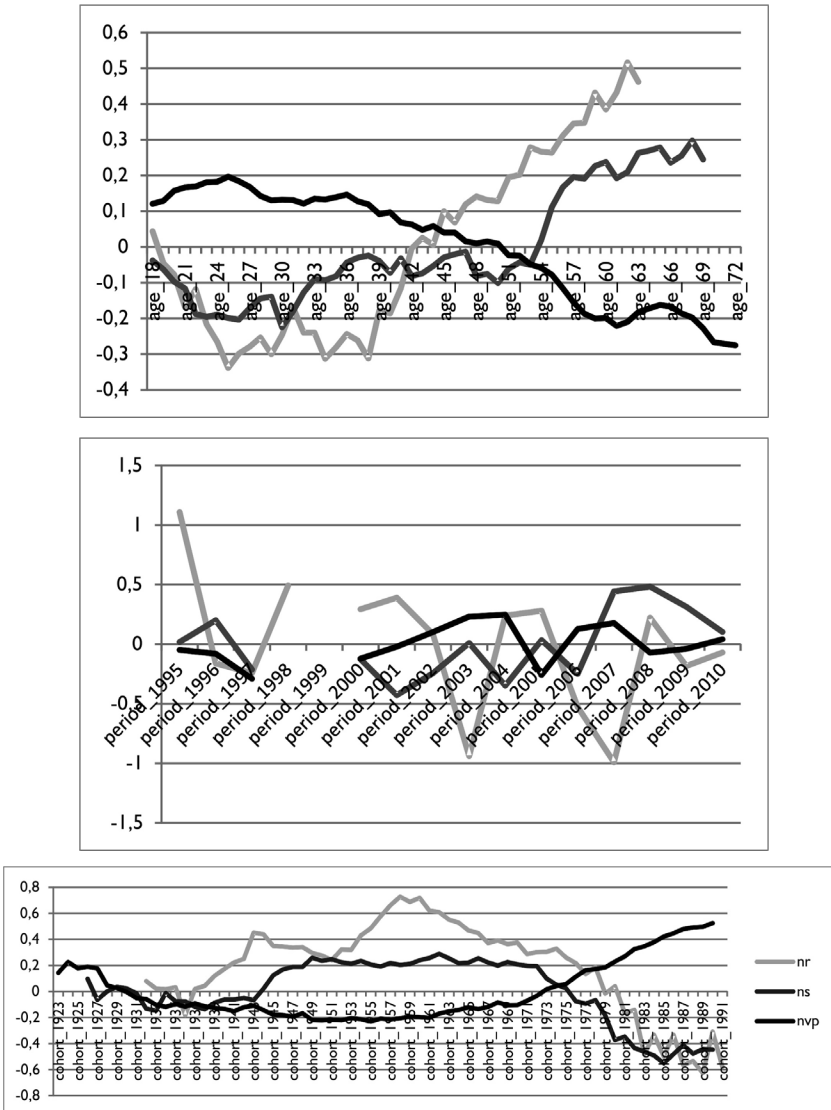 0,6
0,5
0,4
0,3
0,2
0,1
0
-0,1
-0,2
-0,3
-0,4
age_18
age_21
age_24
age_27
age_30
age_33
age_36
age_39
age_42
age_45
age_48
age_51
age_54
age_57
age_60
age_63
age_66
age_69
age_72
1,5
1
0,5
0
-0,5
-1
-1,5
period_1995
period_1996
period_1997
period_1998
period_1999
period_2000
period_2001
period_2002
period_2003
period_2004
period_2005
period_2006
period_2007
period_2008
period_2009
period_2010
0,8
0,6
0,4
0,2
0
-0,2
-0,4
-0,6
-0,8
cohort_1923
cohort_1925
cohort_1927
cohort_1929
cohort_1931
cohort_1941
cohort_1945
cohort_1947
cohort_1949
cohort_1951
cohort_1953
cohort_1955
cohort_1957
cohort_1959
cohort_1961
cohort_1963
cohort_1965
cohort_1967
cohort_1969
cohort_1971
cohort_1973
cohort_1975
cohort_1977
cohort_1979
cohort_1981
cohort_1983
cohort_1985
cohort_1987
cohort_1989
cohort_1991
nr
ns
nvp